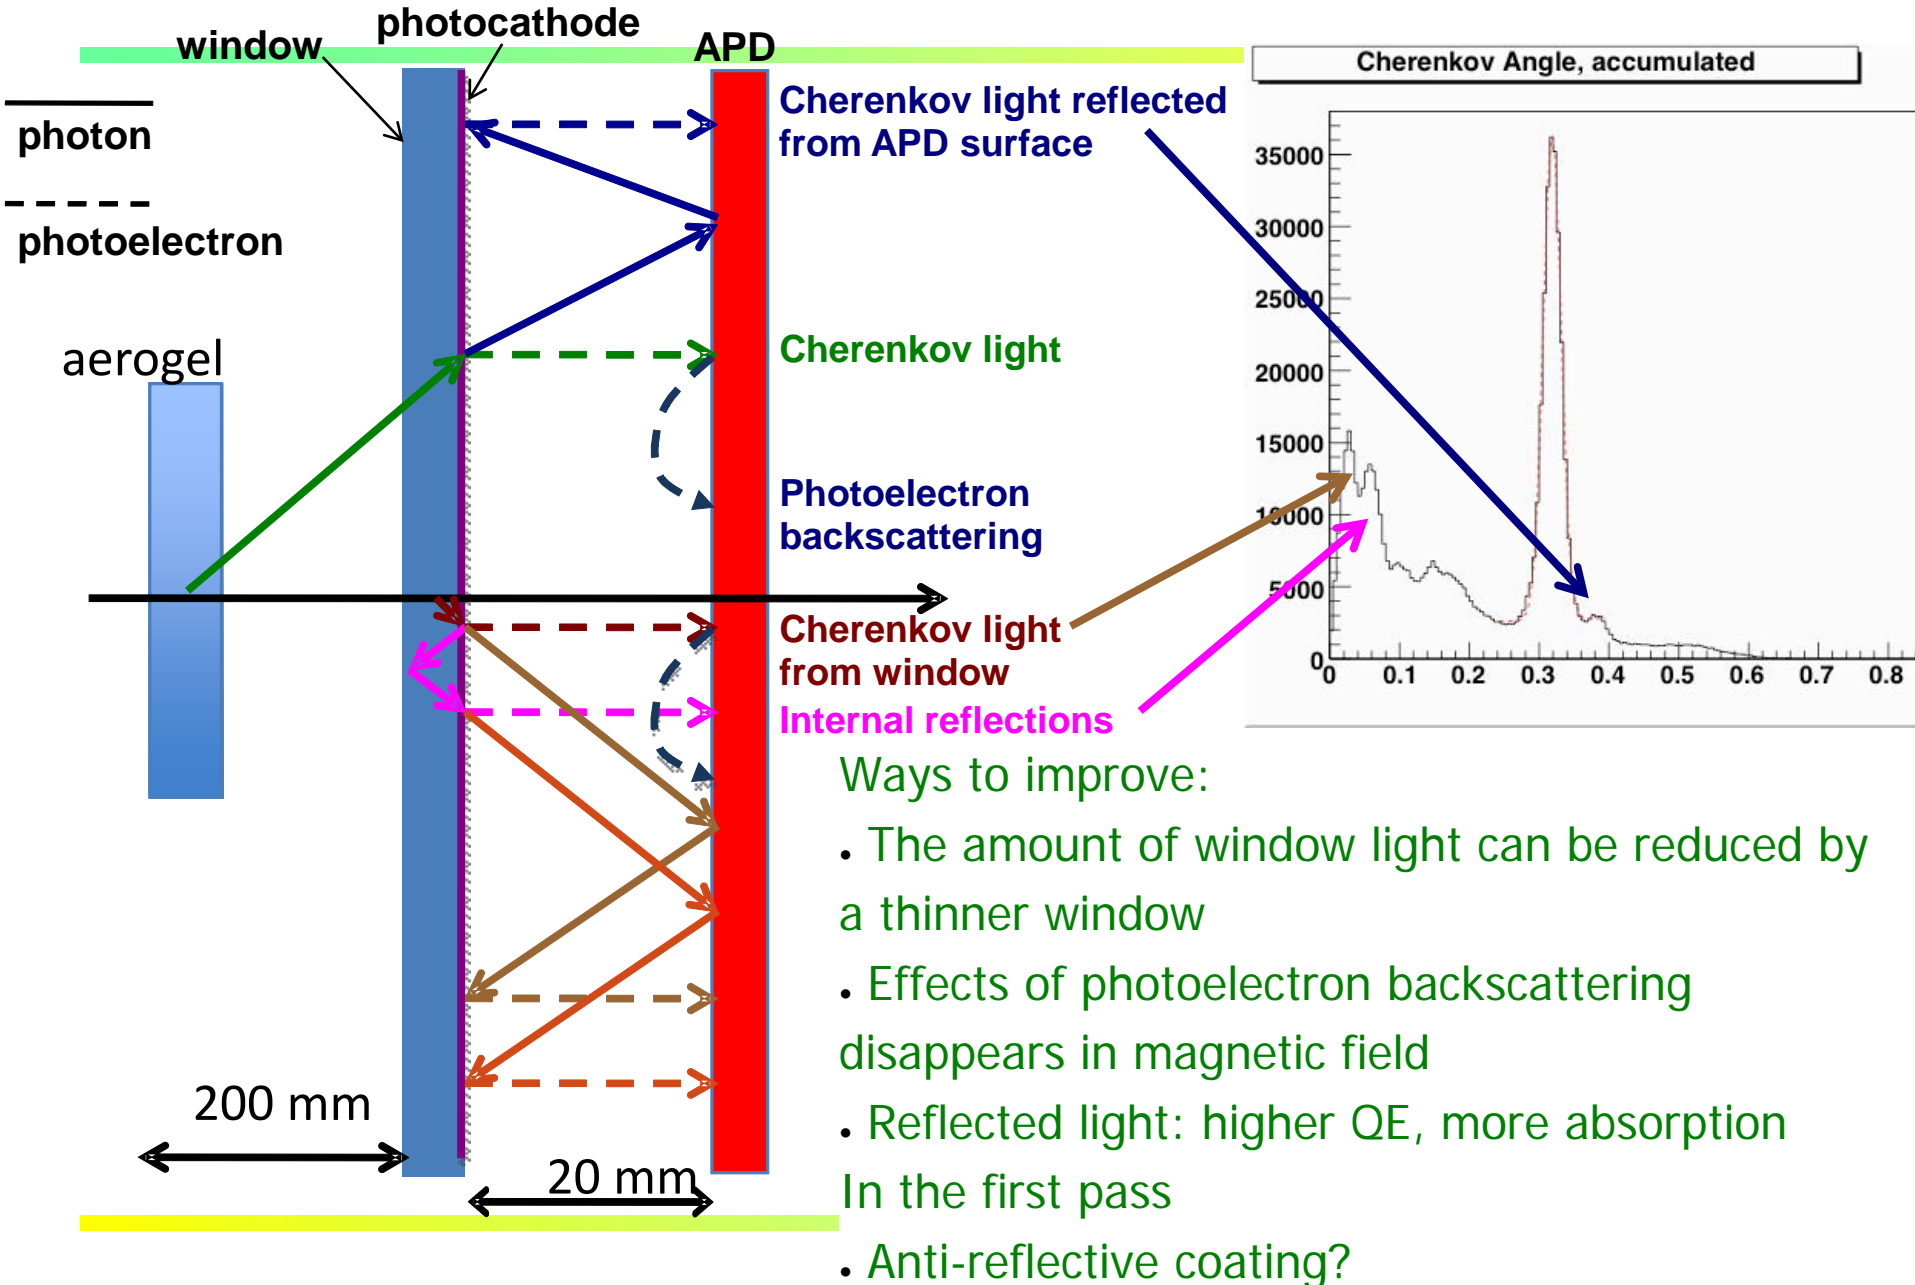 photocathode
window
APD
photon
photoelectron
aerogel
Cherenkov light reflected
from APD surface
Cherenkov light
Photoelectron
backscattering
Cherenkov light
from window
Internal reflections
200 mm
20 mm
Cherenkov Angle, accumulated
35000
30000
25000
20000
15000
10000
5000
0
0 0.1 0.2 0.3 0.4 0.5 0.6 0.7 0.8
Ways to improve:
• The amount of window light can be reduced by
a thinner window
• Effects of photoelectron backscattering
disappears in magnetic field
• Reflected light: higher QE, more absorption
In the first pass
• Anti-reflective coating?